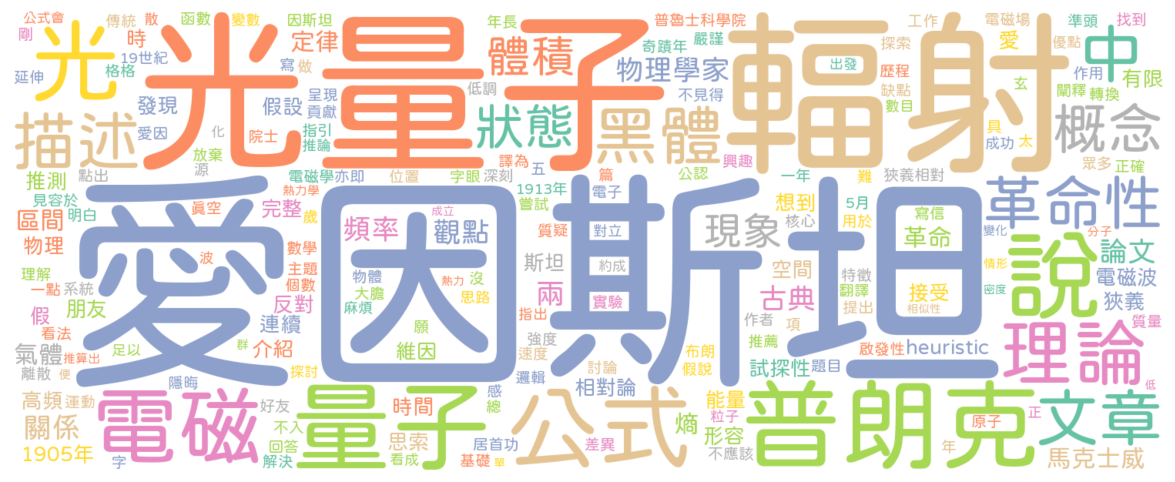 公式會 傳統 散 函數 變數 因斯坦 年長 普魯士科學院 工作 電磁場 準頭 找到
剛 光 時 定律 奇蹟年 嚴謹 探索 愛 優點 中
延伸 19世紀 格格 寫 做 光量子 體積 物理學家 出發 輻射 作用 有限
發現 假設 呈現 貢獻 低調 不見得 歷程 缺點 數目 玄 闡釋 轉換
描述 愛因 化 院士 指引 推論 狀態 黑體 具 成功 太 概念
放棄 源 譯為 五 篇 公認 興趣 眾多 正確
推測 點出 電磁學 亦即 位置 字眼 深刻 一年 難 狹義相對
見容於 明白 熱力學 1913年 電子 想到 5月 寫信 革命性
區間 真空 完整 歲 愛因斯坦 成立 嘗試 核心 用於
物理 波 數學 頻率 觀點 質疑 對立 現象 革命 變化 分子 論文
理解 一點 系統 主題 個數 物體 熱力 沒 斯坦 約成 空間 特徵 情形 說 電磁波
朋友 假 反對 大膽 麻煩 思路 兩 實驗 古典 翻譯 提出 接受 密度 狹義
看法 連續 願 指出 作者 項 相似性 質量
氣體 推算出 足以 群 介紹 維因 強度 速度 布朗 推薦 啟發性 heuristic 理論
離散 便 隱晦 探討 邏輯 討論 假說 試探性 題目
高頻 運動 電磁 好友 量子 時間 感 總 相對論 公式 能量 粒子 普朗克 低 文章
關係 不入 回答 思索 熵 形容 原子 正
1905年 字 解決 看成 居首功 基礎 單 差異 不應該 年 馬克士威